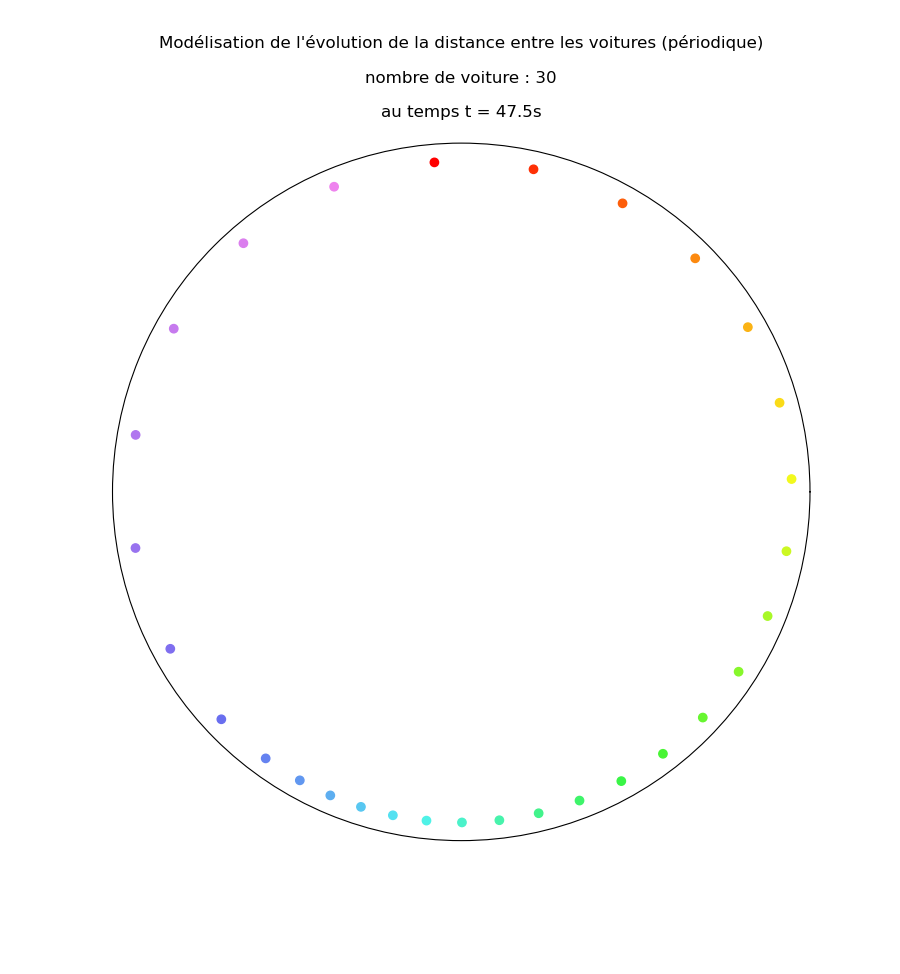 Modélisation de l'évolution de la distance entre les voitures (périodique)
nombre de voiture : 30
au temps t = 47.5s